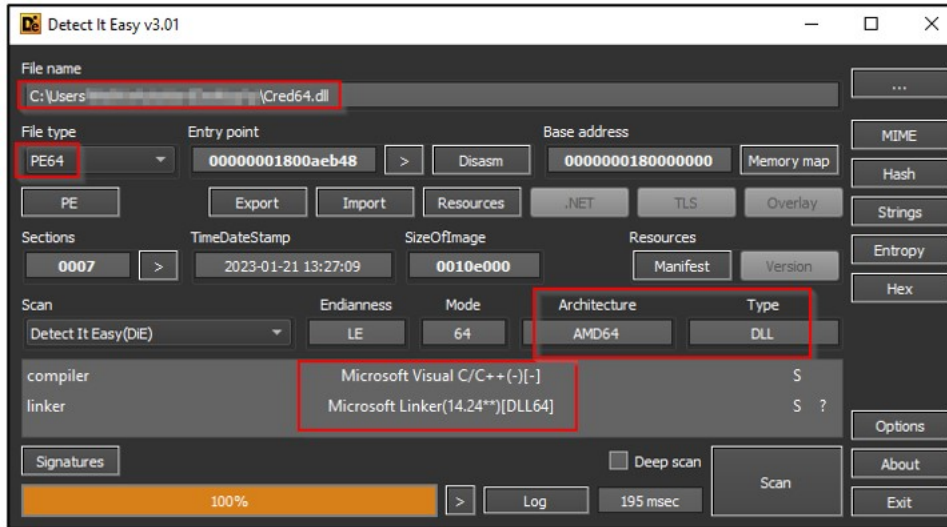 Detect It Easy v3.01
File name
C:\Users \Cred64.dll
...
File type Entry point Base address
PE64 00000001800aeb48 > Disasm 0000000180000000 Memory map
MIME
Hash
PE Export Import Resources .NET TLS Overlay
Strings
Sections TimeDateStamp SizeOfImage Resources
Entropy
0007 > 2023-01-21 13:27:09 0010e000 Manifest Version
Hex
Scan Endianness Mode Architecture Type
Detect It Easy(DiE) LE 64 AMD64 DLL
compiler Microsoft Visual C/C++(-)[-] S
linker Microsoft Linker(14.24**)[DLL64] S ?
Options
Signatures Deep scan
Scan
About
100% > Log 195 msec
Exit